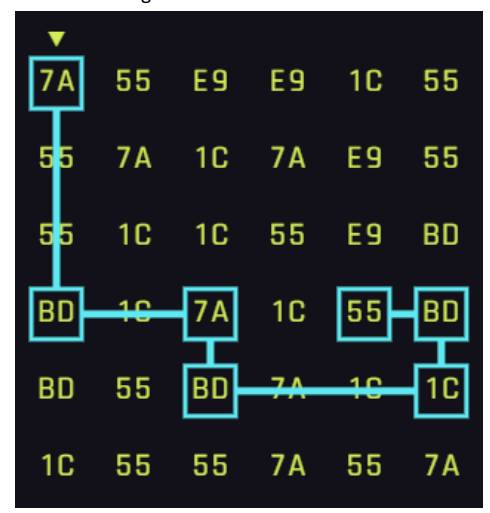 7A 55 E9 E9 1C 55
55 7A 1C 7A E9 55
55 1C 1C 55 E9 BD
BD 1C 7A 1C 55 BD
BD 55 BD 7A 1C 1C
1C 55 55 7A 55 7A